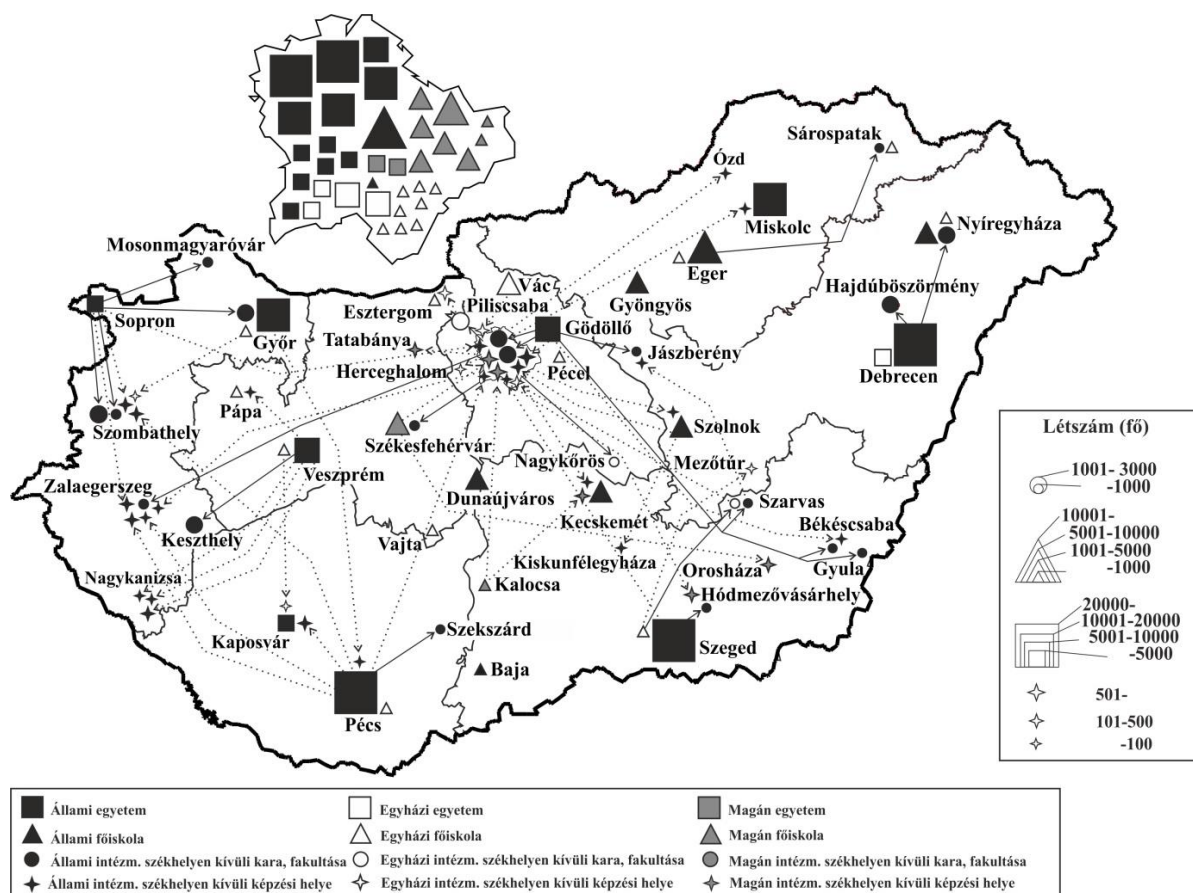 Sárospatak
Ózd
Miskolc
Nyíregyháza
Mosonmagyaróvár
Eger
Vác
Hajdúböszörmény
Gyöngyös
Piliscsaba
Esztergom
Sopron
Gödöllő
Győr
Tatabánya
Jászberény
Debrecen
Herceghalom
Pécel
Pápa
Szombathely
Székesfehérvár
Szolnok
Nagykőrös
Mezőtúr
Veszprém
Zalaegerszeg
Dunaújváros
Szarvas
Kecskemét
Békéscsaba
Keszthely
Vajta
Kiskunfélegyháza
Gyula
Orosháza
Nagykanizsa
Kalocsa
Hódmezővásárhely
Kaposvár
Szekszárd
Szeged
Baja
Pécs
Létszám (fő)
1001- 3000
-1000
10001-
5001-10000
1001-5000
-1000
20000-
10001-20000
5001-10000
-5000
501-
101-500
-100
Állami egyetem
Egyházi egyetem
Magán egyetem
Állami főiskola
Egyházi főiskola
Magán főiskola
Állami intézm. székhelyen kívüli kara, fakultása
Egyházi intézm. székhelyen kívüli kara, fakultása
Magán intézm. székhelyen kívüli kara, fakultása
Állami intézm. székhelyen kívüli képzési helye
Egyházi intézm. székhelyen kívüli képzési helye
Magán intézm. székhelyen kívüli képzési helye